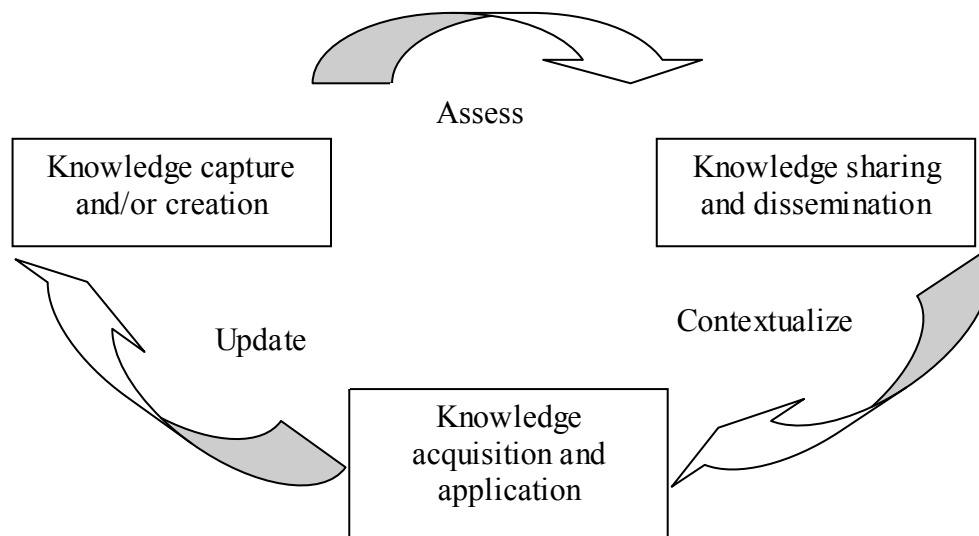 Assess
Knowledge capture
and/or creation
Knowledge sharing
and dissemination
Update
Contextualize
Knowledge
acquisition and
application